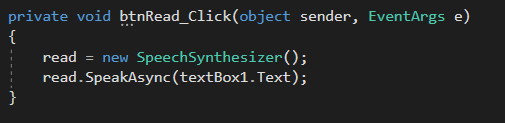 private void btnRead_Click(object sender, EventArgs e)
{
read = new SpeechSynthesizer();
read.SpeakAsync(textBox1.Text);
}